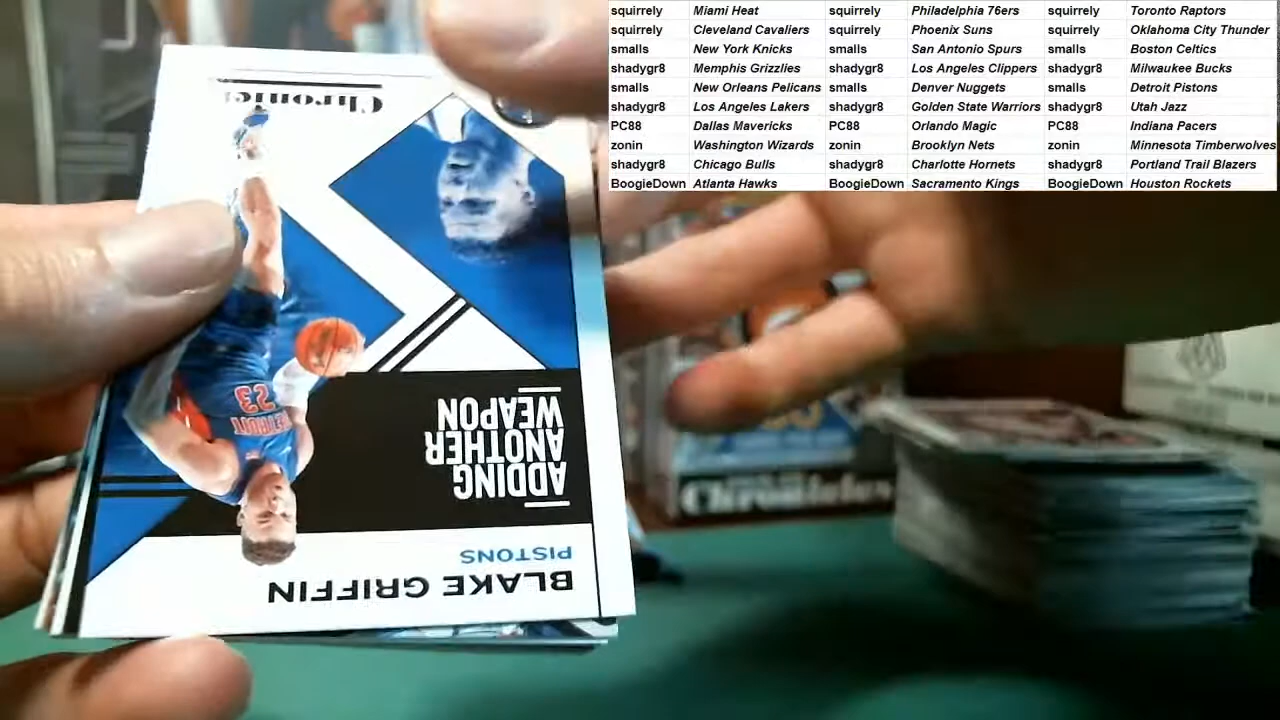 squirrely Miami Heat squirrely Philadelphia 76ers squirrely Toronto Raptors
squirrely Cleveland Cavaliers squirrely Phoenix Suns squirrely Oklahoma City Thunder
smalls New York Knicks smalls San Antonio Spurs smalls Boston Celtics
shadygr8 Memphis Grizzlies shadygr8 Los Angeles Clippers shadygr8 Milwaukee Bucks
smalls New Orleans Pelicans smalls Denver Nuggets smalls Detroit Pistons
shadygr8 Los Angeles Lakers shadygr8 Golden State Warriors shadygr8 Utah Jazz
PC88 Dallas Mavericks PC88 Orlando Magic PC88 Indiana Pacers
zonin Washington Wizards zonin Brooklyn Nets zonin Minnesota Timberwolves
shadygr8 Chicago Bulls shadygr8 Charlotte Hornets shadygr8 Portland Trail Blazers
BoogieDown Atlanta Hawks BoogieDown Sacramento Kings BoogieDown Houston Rockets
BLAKE GRIFFIN
PISTONS
ADDING
ANOTHER
WEAPON
DETROIT
23
Chronicles